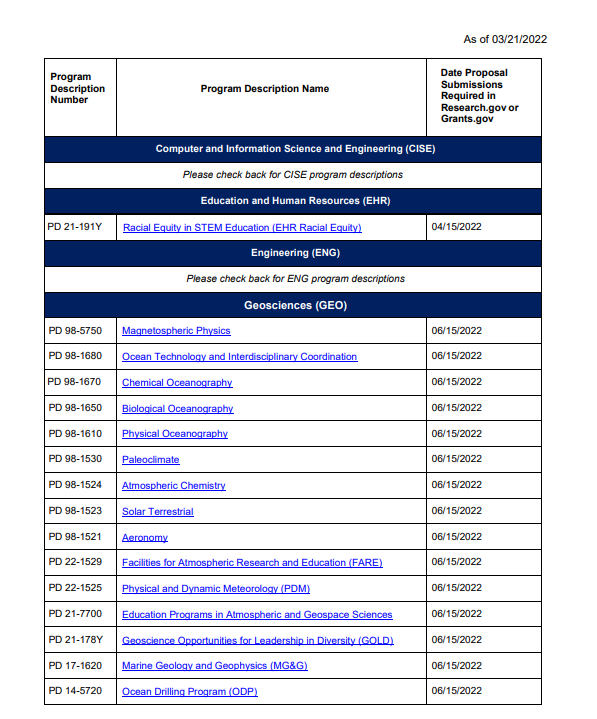 As of 03/21/2022
Program Description Number
Program Description Name
Date Proposal Submissions Required in Research.gov or Grants.gov
Computer and Information Science and Engineering (CISE)
Please check back for CISE program descriptions
Education and Human Resources (EHR)
PD 21-191Y Racial Equity in STEM Education (EHR Racial Equity) 04/15/2022
Engineering (ENG)
Please check back for ENG program descriptions
Geosciences (GEO)
PD 98-5750 Magnetospheric Physics 06/15/2022
PD 98-1680 Ocean Technology and Interdisciplinary Coordination 06/15/2022
PD 98-1670 Chemical Oceanography 06/15/2022
PD 98-1650 Biological Oceanography 06/15/2022
PD 98-1610 Physical Oceanography 06/15/2022
PD 98-1530 Paleoclimate 06/15/2022
PD 98-1524 Atmospheric Chemistry 06/15/2022
PD 98-1523 Solar Terrestrial 06/15/2022
PD 98-1521 Aeronomy 06/15/2022
PD 22-1529 Facilities for Atmospheric Research and Education (FARE) 06/15/2022
PD 22-1525 Physical and Dynamic Meteorology (PDM) 06/15/2022
PD 21-7700 Education Programs in Atmospheric and Geospace Sciences 06/15/2022
PD 21-178Y Geoscience Opportunities for Leadership in Diversity (GOLD) 06/15/2022
PD 17-1620 Marine Geology and Geophysics (MG&G) 06/15/2022
PD 14-5720 Ocean Drilling Program (ODP) 06/15/2022